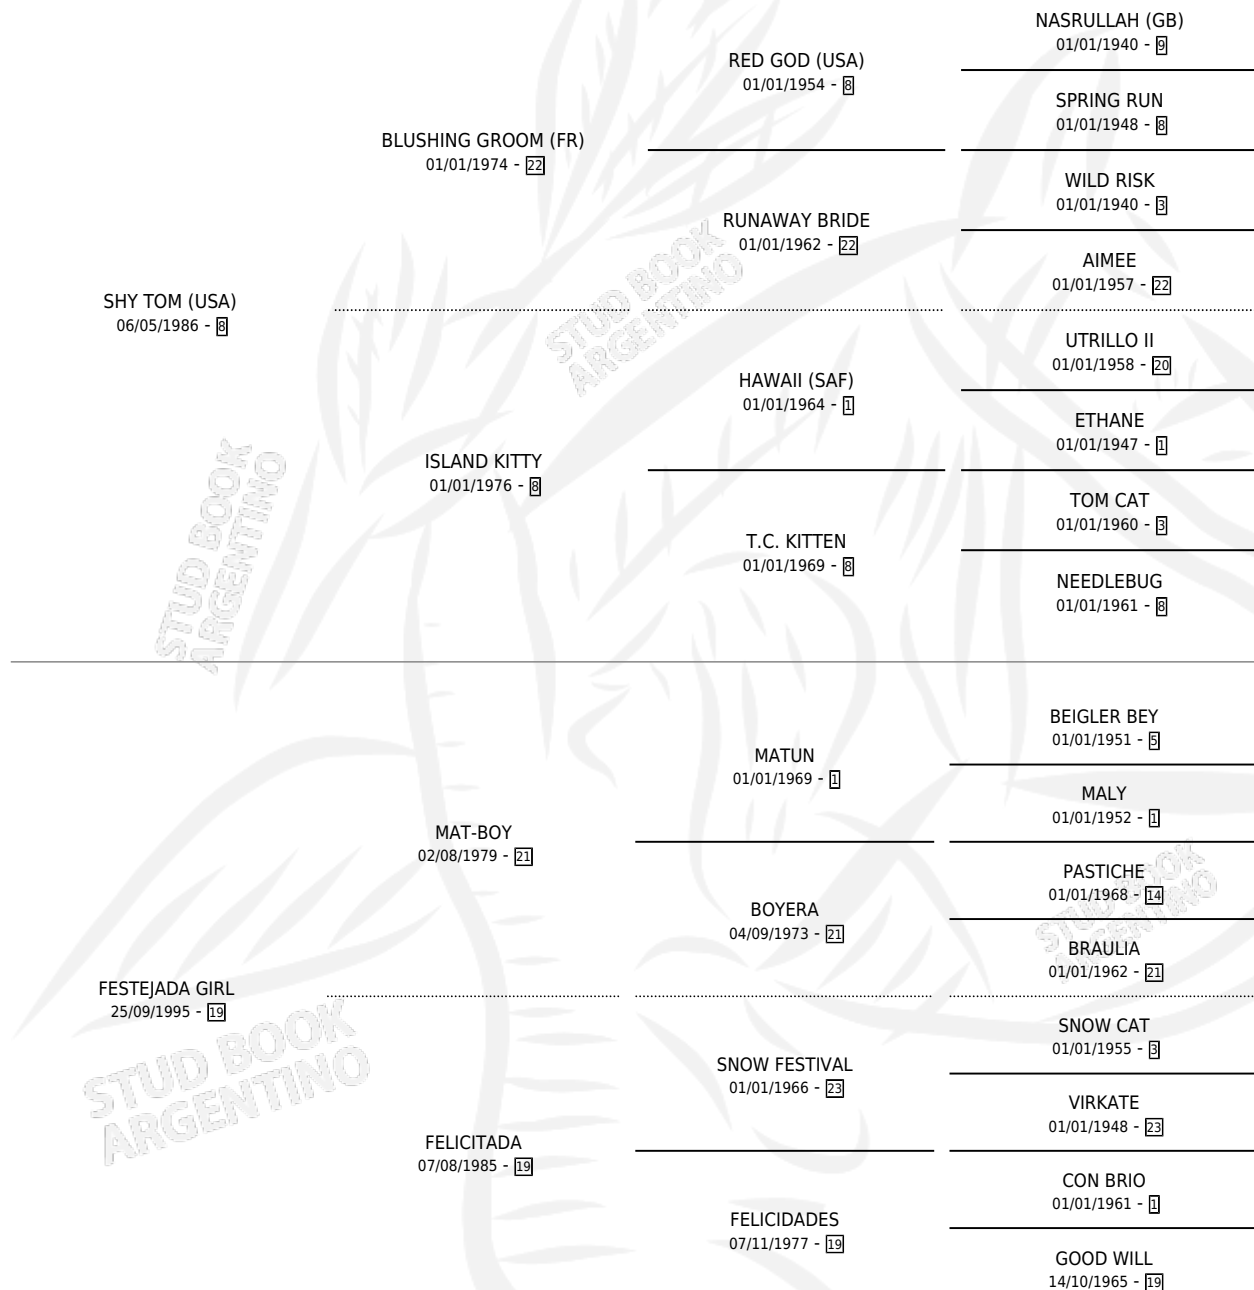 NASRULLAH (GB)
01/01/1940 - 9
RED GOD (USA)
01/01/1954 - 8
SPRING RUN
01/01/1948 - 8
BLUSHING GROOM (FR)
01/01/1974 - 22
WILD RISK
01/01/1940 - 3
RUNAWAY BRIDE
01/01/1962 - 22
AIMEE
01/01/1957 - 22
SHY TOM (USA)
06/05/1986 - 8
UTRILLO II
01/01/1958 - 20
HAWAII (SAF)
01/01/1964 - 1
ETHANE
01/01/1947 - 1
ISLAND KITTY
01/01/1976 - 8
TOM CAT
01/01/1960 - 3
T.C. KITTEN
01/01/1969 - 8
NEEDLEBUG
01/01/1961 - 8
BEIGLER BEY
01/01/1951 - 5
MATUN
01/01/1969 - 1
MALY
01/01/1952 - 1
MAT-BOY
02/08/1979 - 21
PASTICHE
01/01/1968 - 14
BOYERA
04/09/1973 - 21
BRAULIA
01/01/1962 - 21
FESTEJADA GIRL
25/09/1995 - 19
SNOW CAT
01/01/1955 - 3
SNOW FESTIVAL
01/01/1966 - 23
VIRKATE
01/01/1948 - 23
FELICITADA
07/08/1985 - 19
CON BRIO
01/01/1961 - 1
FELICIDADES
07/11/1977 - 19
GOOD WILL
14/10/1965 - 19
STUD BOOK
ARGENTINO
STUD BOOK
ARGENTINO
STUD BOOK
ARGENTINO
STUD BOOK
ARGENTINO